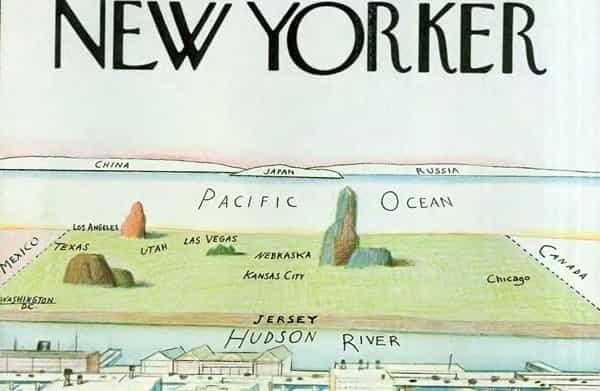 NEW YORKER
CHINA
JAPAN
RUSSIA
PACIFIC OCEAN
LOS ANGELES
MEXICO
TEXAS
UTAH
LAS VEGAS
NEBRASKA
CANADA
KANSAS CITY
Chicago
WASHINGTON
D.C.
JERSEY
HUDSON RIVER